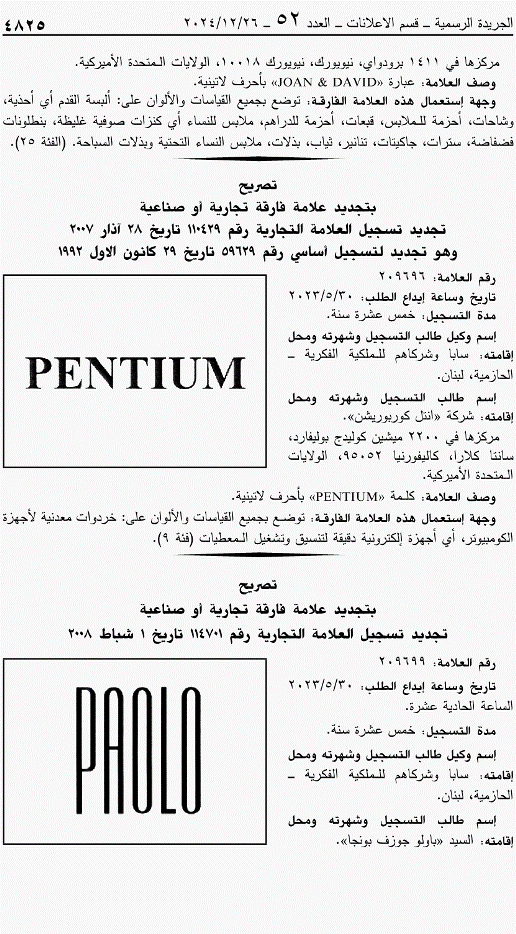 الجريدة الرسمية ــ قسم الاعلانات ــ العدد ٥٢ ــ ٢٠٢٤/١٢/٢٦
٤٨٢٥
مركزها في ١٤١١ برودواي، نيويورك، نيويورك ١٠٠١٨، الولايات المتحدة الأميركية.
وصف العلامة: عبارة «JOAN & DAVID» بأحرف لاتينية.
وجهة إستعمال هذه العلامة الفارقة: توضع بجميع القياسات والألوان على: ألبسة القدم أي أحذية،
وشاحات، أحزمة للملابس، قبعات، أحزمة للدراهم، ملابس للنساء أي كنزات صوفية غليظة، بنطلونات
فضفاضة، سترات، جاكيتات، تنانير، ثياب، بذلات، ملابس النساء التحتية وبذلات السباحة. (الفئة ٢٥).
تصريح
بتجديد علامة فارقة تجارية أو صناعية
تجديد تسجيل العلامة التجارية رقم ١١٠٤٢٩ تاريخ ٢٨ آذار ٢٠٠٧
وهو تجديد لتسجيل أساسي رقم ٥٩٦٢٩ تاريخ ٢٩ كانون الاول ١٩٩٢
رقم العلامة: ٢٠٩٦٩٦
تاريخ وساعة إيداع الطلب: ٢٠٢٣/٥/٣٠
مدة التسجيل: خمس عشرة سنة.
إسم وكيل طالب التسجيل وشهرته ومحل
إقامته: سابا وشركاهم للملكية الفكرية ــ
الحازمية، لبنان.
PENTIUM
إسم طالب التسجيل وشهرته ومحل
إقامته: شركة «انتل كوربوريشن».
مركزها في ٢٢٠٠ ميشين كوليدج بوليفارد،
سانتا كلارا، كاليفورنيا ٩٥٠٥٢، الولايات
المتحدة الأميركية.
وصف العلامة: كلمة «PENTIUM» بأحرف لاتينية.
وجهة إستعمال هذه العلامة الفارقة: توضع بجميع القياسات والألوان على: خردوات معدنية لأجهزة
الكومبيوتر، أي أجهزة إلكترونية دقيقة لتنسيق وتشغيل المعطيات (فئة ٩).
تصريح
بتجديد علامة فارقة تجارية أو صناعية
تجديد تسجيل العلامة التجارية رقم ١١٤٧٠١ تاريخ ١ شباط ٢٠٠٨
رقم العلامة: ٢٠٩٦٩٩
تاريخ وساعة إيداع الطلب: ٢٠٢٣/٥/٣٠
الساعة الحادية عشرة.
مدة التسجيل: خمس عشرة سنة.
PAOLO
إسم وكيل طالب التسجيل وشهرته ومحل
إقامته: سابا وشركاهم للملكية الفكرية ــ
الحازمية، لبنان.
إسم طالب التسجيل وشهرته ومحل
إقامته: السيد «باولو جوزف بونجا».